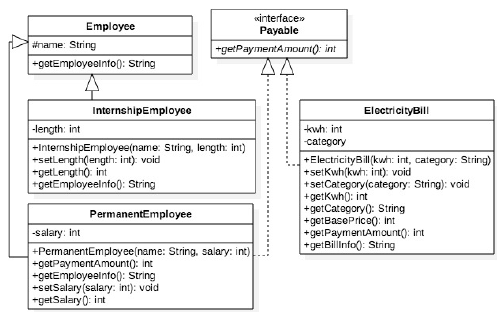 Employee
#name: String
+getEmployeeInfo(): String
«interface»
Payable
+getPaymentAmount(): int
InternshipEmployee
-length: int
+InternshipEmployee(name: String, length: int)
+setLength(length: int): void
+getLength(): int
+getEmployeeInfo(): String
ElectricityBill
-kwh: int
-category
+ElectricityBill(kwh: int, category: String)
+setKwh(kwh: int): void
+setCategory(category: String): void
+getKwh(): int
+getCategory(): String
+getBasePrice(): int
+getPaymentAmount(): int
+getBillInfo(): String
PermanentEmployee
-salary: int
+PermanentEmployee(name: String, salary: int)
+getPaymentAmount(): int
+getEmployeeInfo(): String
+setSalary(salary: int): void
+getSalary(): int